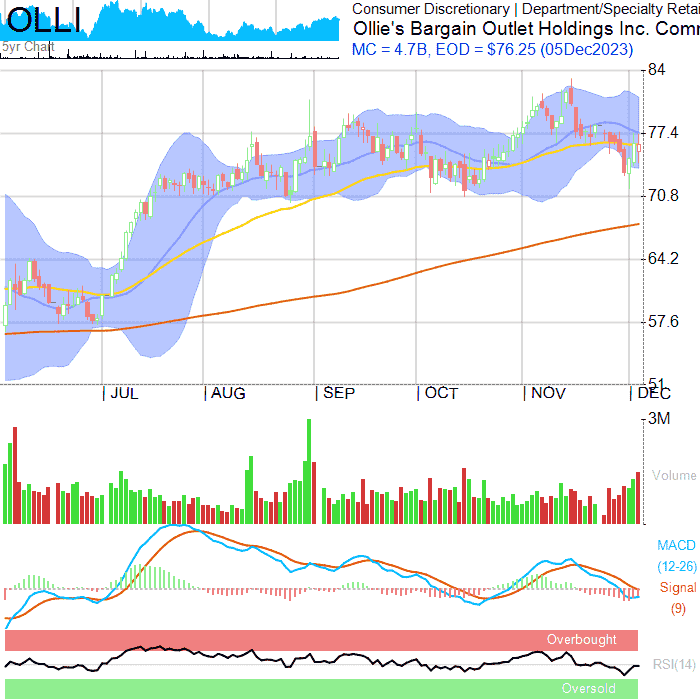 OLLI
5yr Chart
Consumer Discretionary | Department/Specialty Retai
Ollie's Bargain Outlet Holdings Inc. Comm
MC = 4.7B, EOD = $76.25 (05Dec2023)
84
77.4
70.8
64.2
57.6
51
JUL AUG SEP OCT NOV DEC
3M
Volume
MACD
(12-26)
Signal
(9)
Overbought
RSI(14)
Oversold